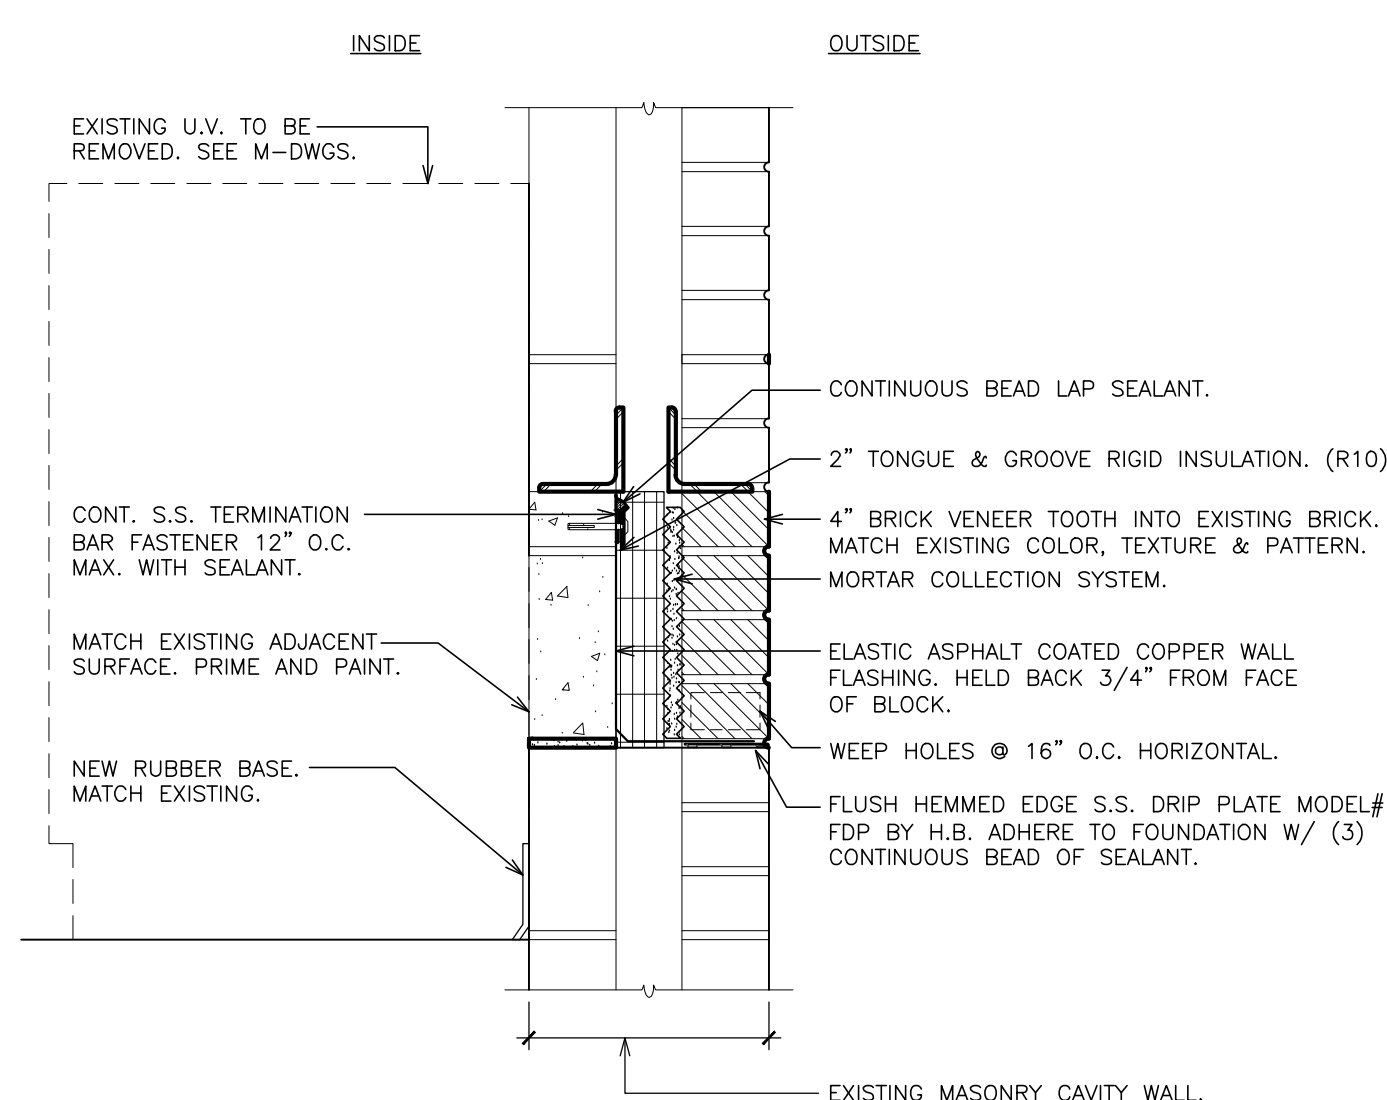 INSIDE
OUTSIDE
EXISTING U.V. TO BE
REMOVED. SEE M-DWGS.
CONT. S.S. TERMINATION
BAR FASTENER 12" O.C.
MAX. WITH SEALANT.
MATCH EXISTING ADJACENT
SURFACE. PRIME AND PAINT.
NEW RUBBER BASE.
MATCH EXISTING.
CONTINUOUS BEAD LAP SEALANT.
2" TONGUE & GROOVE RIGID INSULATION. (R10)
4" BRICK VENEER TOOTH INTO EXISTING BRICK.
MATCH EXISTING COLOR, TEXTURE & PATTERN.
MORTAR COLLECTION SYSTEM.
ELASTIC ASPHALT COATED COPPER WALL
FLASHING. HELD BACK 3/4" FROM FACE
OF BLOCK.
WEEP HOLES @ 16" O.C. HORIZONTAL.
FLUSH HEMMED EDGE S.S. DRIP PLATE MODEL#
FDP BY H.B. ADHERE TO FOUNDATION W/ (3)
CONTINUOUS BEAD OF SEALANT.
EXISTING MASONRY CAVITY WALL.